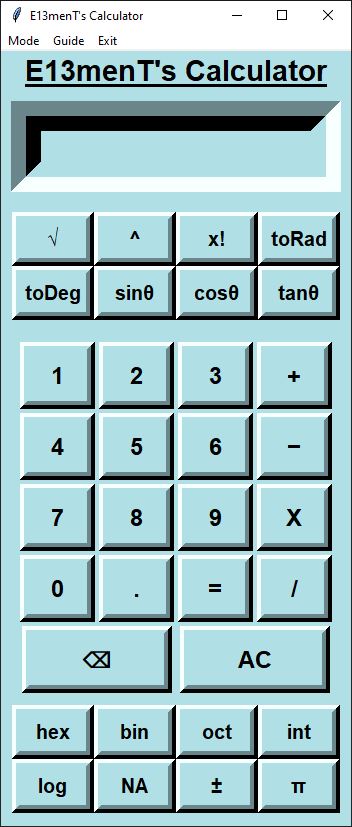 E13menT's Calculator
Mode Guide Exit
E13menT's Calculator
√ ^ x! toRad
toDeg sinθ cosθ tanθ
1 2 3 +
4 5 6 −
7 8 9 X
0 . = /
⌫ AC
hex bin oct int
log NA ± π